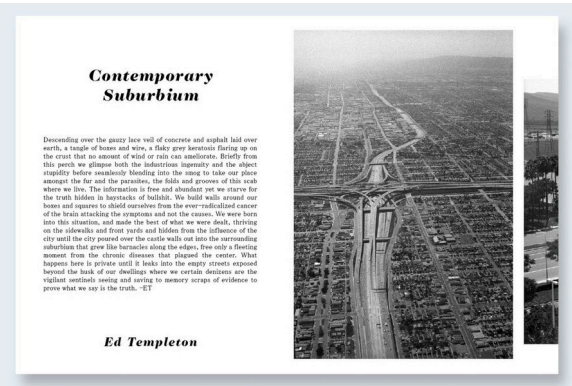 Contemporary
Suburbium
Descending over the gauzy lace veil of concrete and asphalt laid over
earth, a tangle of boxes and wire, a flaky grey keratosis flaring up on
the crust that no amount of wind or rain can ameliorate. Briefly from
this perch we glimpse both the industrious ingenuity and the abject
stupidity before seamlessly blending into the smog to take our place
amongst the fur and the parasites, the folds and grooves of this scab
where we live. The information is free and abundant yet we starve for
the truth hidden in haystacks of bullshit. We build walls around our
boxes and squares to shield ourselves from the ever-radicalized cancer
of the brain attacking the symptoms and not the causes. We were born
into this situation, and made the best of what we were dealt, thriving
on the sidewalks and front yards and hidden from the influence of the
city until the city poured over the castle walls out into the surrounding
suburbium that grew like barnacles along the edges, free only a fleeting
moment from the chronic diseases that plagued the center. What
happens here is private until it leaks into the empty streets exposed
beyond the husk of our dwellings where we certain denizens are the
vigilant sentinels seeing and saving to memory scraps of evidence to
prove what we say is the truth. -ET
Ed Templeton